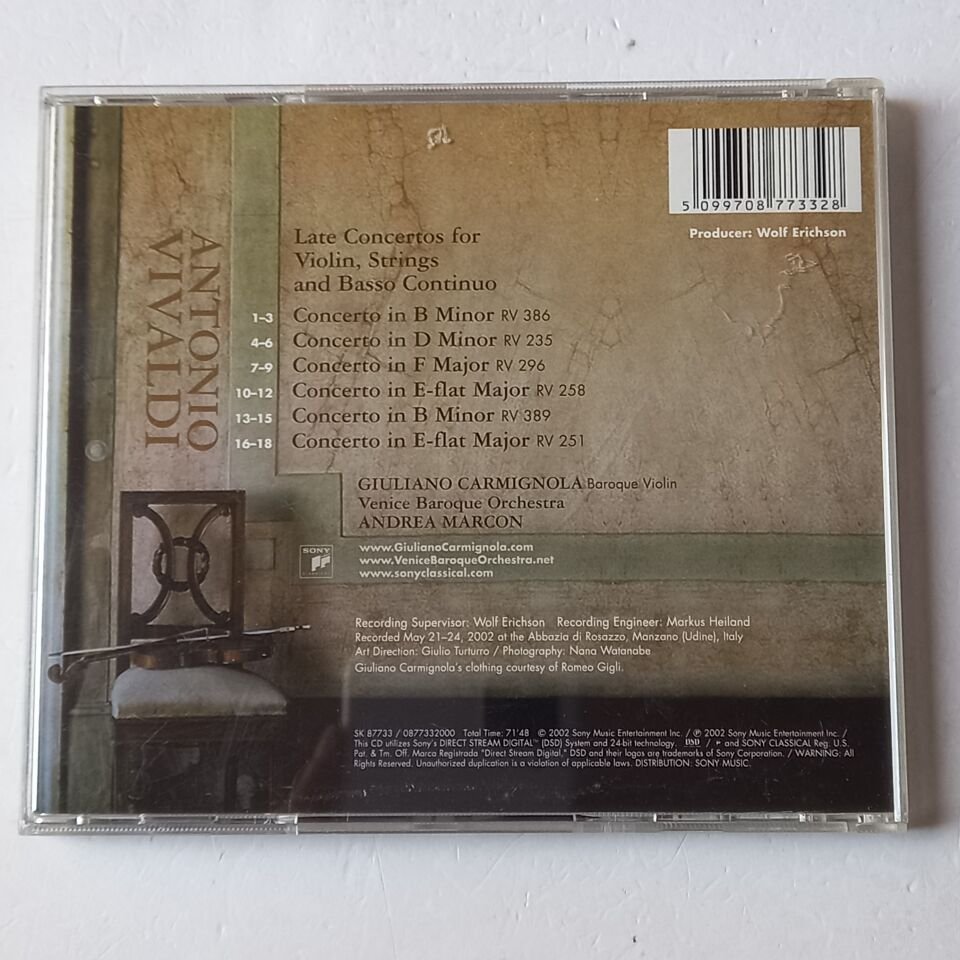 ANTONIO
VIVALDI
5 099708 773328
Producer: Wolf Erichson
Late Concertos for
Violin, Strings
and Basso Continuo
1–3 Concerto in B Minor RV 386
4–6 Concerto in D Minor RV 235
7–9 Concerto in F Major RV 296
10–12 Concerto in E-flat Major RV 258
13–15 Concerto in B Minor RV 389
16–18 Concerto in E-flat Major RV 251
GIULIANO CARMIGNOLA Baroque Violin
Venice Baroque Orchestra
ANDREA MARCON
SONY
CLASSICAL
www.GiulianoCarmignola.com
www.VeniceBaroqueOrchestra.net
www.sonyclassical.com
Recording Supervisor: Wolf Erichson Recording Engineer: Markus Heiland
Recorded May 21–24, 2002 at the Abbazia di Rosazzo, Manzano (Udine), Italy
Art Direction: Giulio Turturro / Photography: Nana Watanabe
Giuliano Carmignola's clothing courtesy of Romeo Gigli.
SK 87733 / 0877332000 Total Time: 71'48 © 2002 Sony Music Entertainment Inc. / ℗ 2002 Sony Music Entertainment Inc. /
This CD utilizes Sony's DIRECT STREAM DIGITAL™ (DSD) System and 24-bit technology. DSD / and SONY CLASSICAL Reg. U.S.
Pat. & Tm. Off. Marca Registrada "Direct Stream Digital," DSD and their logos are trademarks of Sony Corporation. / WARNING: All
Rights Reserved. Unauthorized duplication is a violation of applicable laws. DISTRIBUTION: SONY MUSIC.